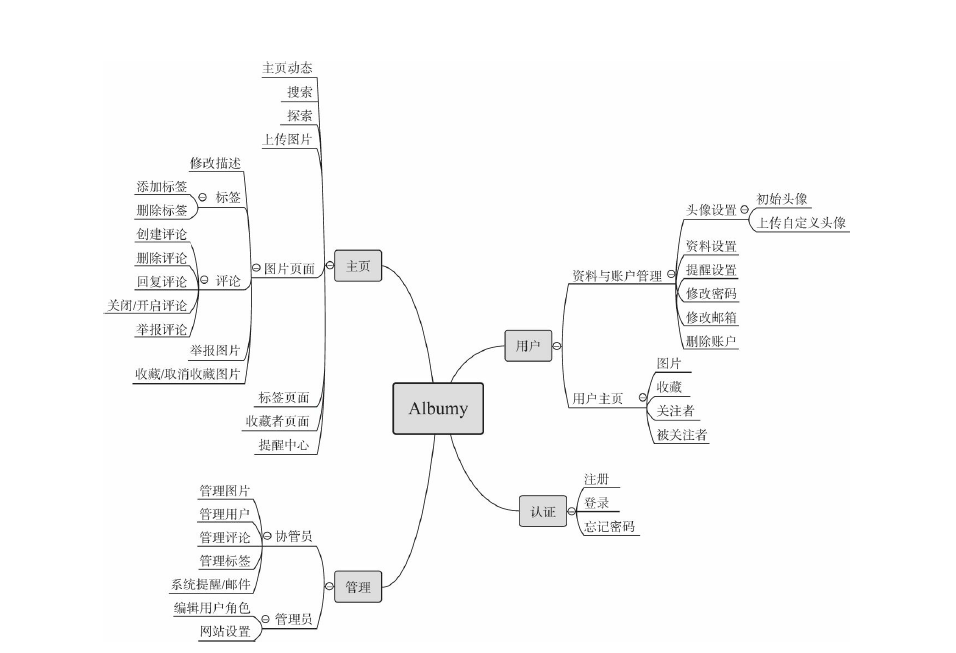 主页动态
搜索
探索
上传图片
修改描述
添加标签
标签
删除标签
创建评论
删除评论
图片页面
主页
回复评论
评论
关闭/开启评论
举报评论
举报图片
收藏/取消收藏图片
标签页面
收藏者页面
提醒中心
初始头像
头像设置
上传自定义头像
资料设置
资料与账户管理
提醒设置
修改密码
修改邮箱
删除账户
用户
图片
用户主页
收藏
关注者
被关注者
Albumy
注册
认证
登录
忘记密码
管理图片
管理用户
协管员
管理评论
管理标签
系统提醒/邮件
管理
编辑用户角色
管理员
网站设置